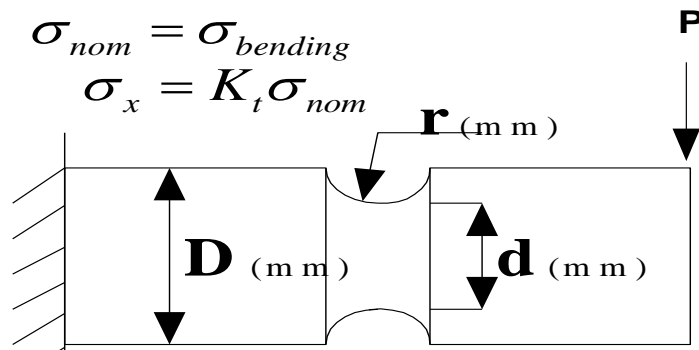 σ_nom = σ_bending
P
σ_x = K_t σ_nom
r (mm)
D (mm)
d (mm)